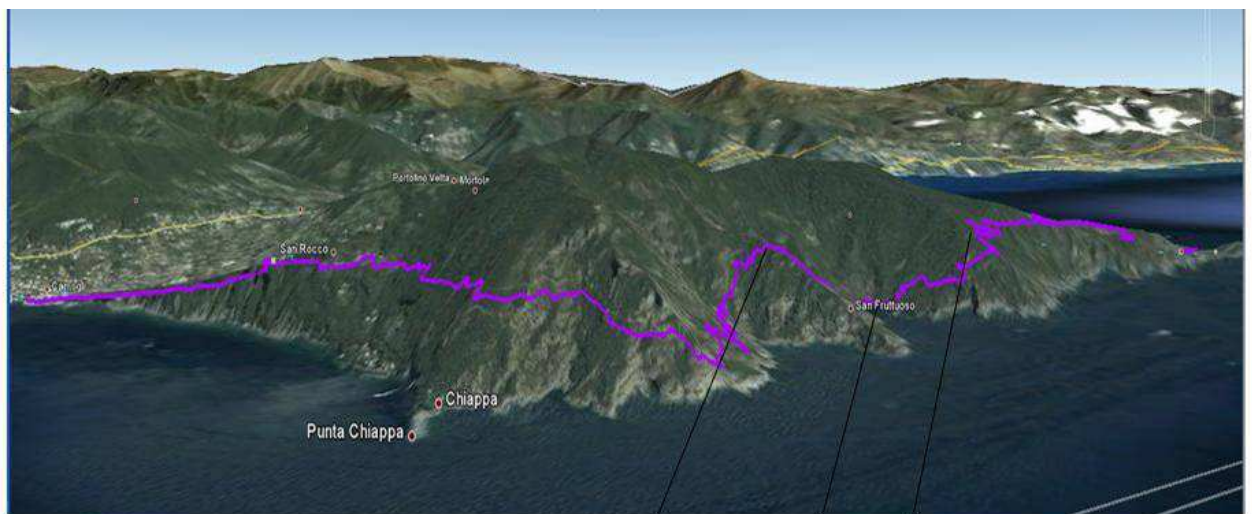 Portofino Vetta
Mortola
San Rocco
Camogli
San Fruttuoso
Chiappa
Punta Chiappa